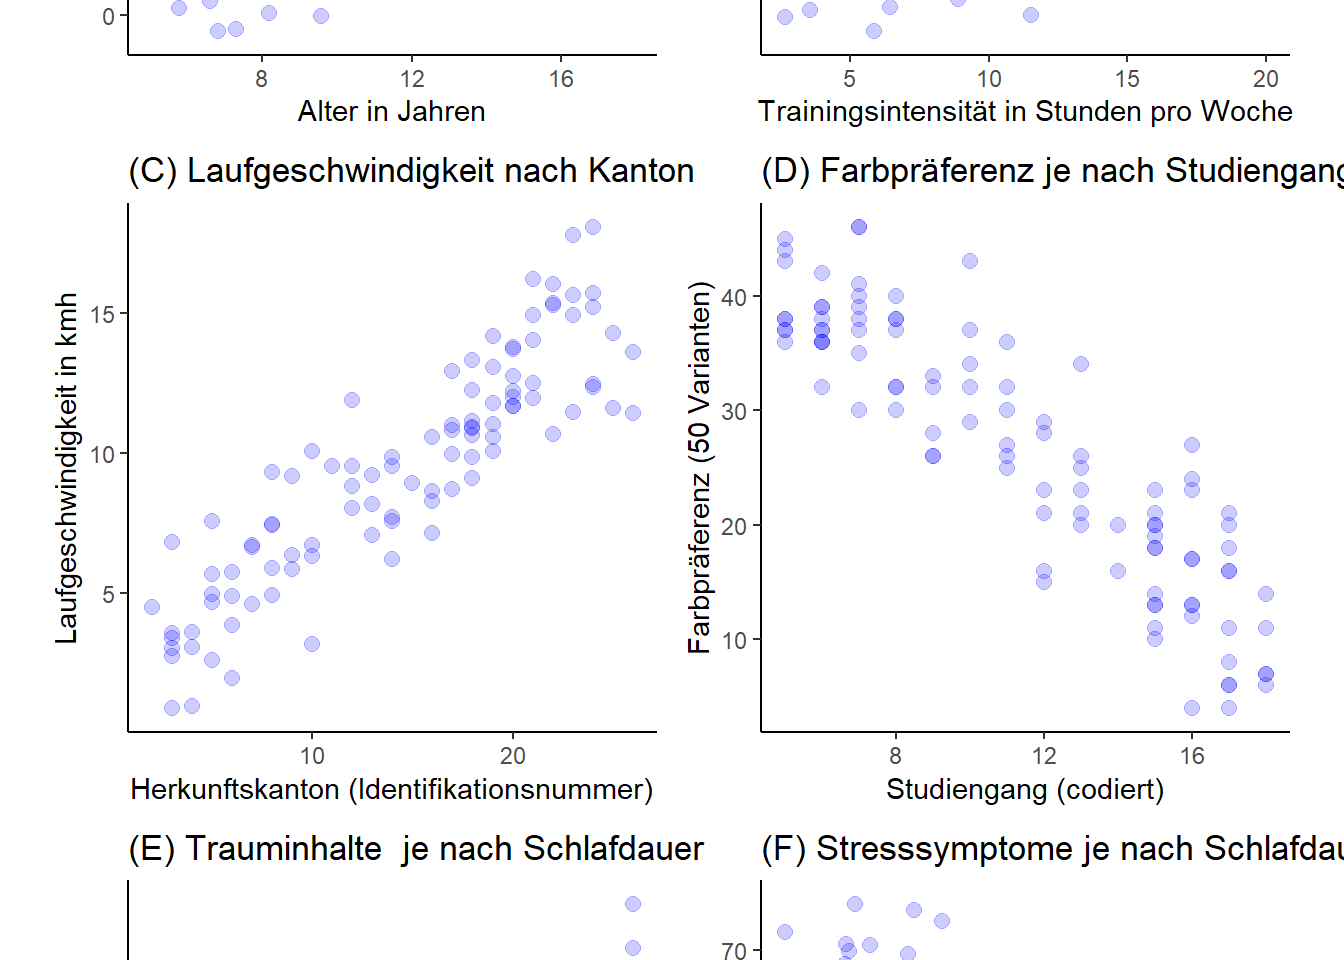 0
8 12 16
Alter in Jahren
5 10 15 20
Trainingsintensität in Stunden pro Woche
(C) Laufgeschwindigkeit nach Kanton
Laufgeschwindigkeit in kmh
15
10
5
10 20
Herkunftskanton (Identifikationsnummer)
(D) Farbpräferenz je nach Studiengang
Farbpräferenz (50 Varianten)
40
30
20
10
8 12 16
Studiengang (codiert)
(E) Trauminhalte  je nach Schlafdauer
(F) Stresssymptome je nach Schlafdau
70